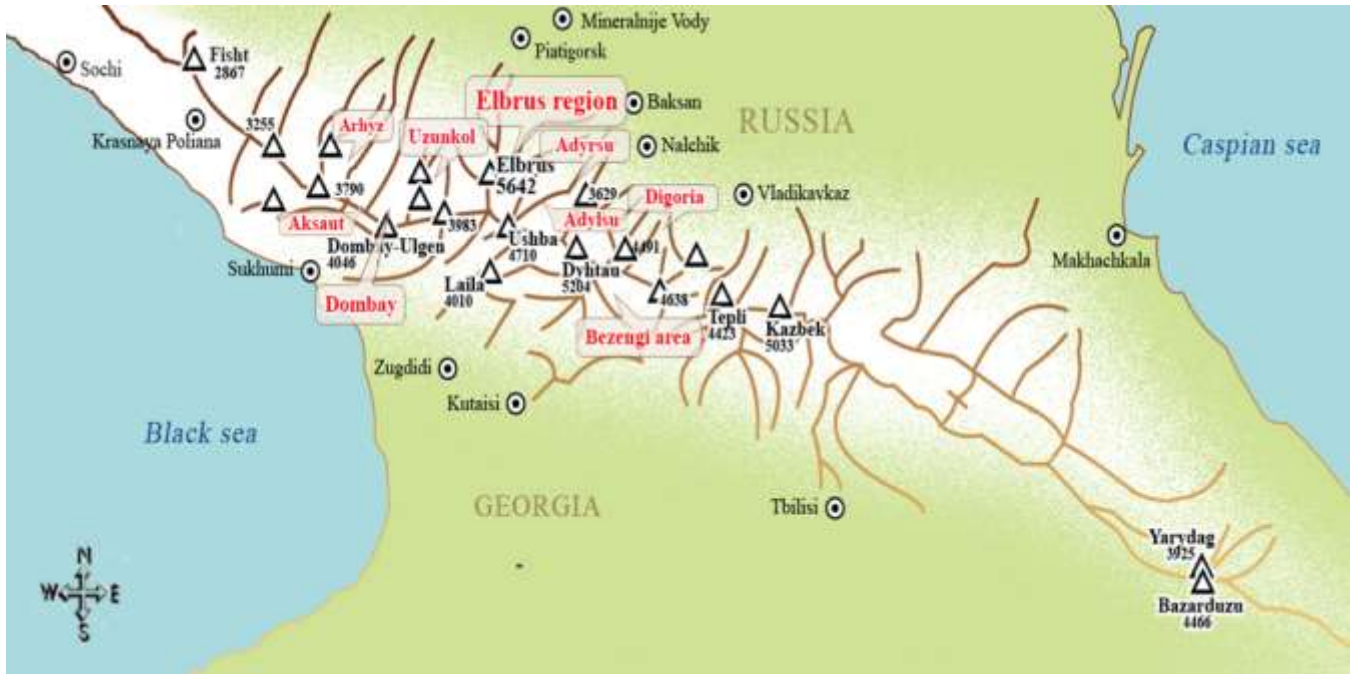 Mineralnije Vody
Piatigorsk
Fisht
2867
Sochi
Elbrus region
Baksan
3255
Krasnaya Poliana
Arhyz
Uzunkol
RUSSIA
Adyrsu
Nalchik
Caspian sea
Elbrus
5642
3790
3629
Digoria
Vladikavkaz
Aksaut
3983
Adylsu
Dombay-Ulgen
4046
Ushba
4710
4491
Makhachkala
Sukhumi
Laila
4010
Dyhtau
5204
4638
Dombay
Tepli
4423
Kazbek
5033
Bezengi area
Zugdidi
Kutaisi
Black sea
GEORGIA
Tbilisi
Yarydag
3925
Bazarduzu
4466
N
W E
S